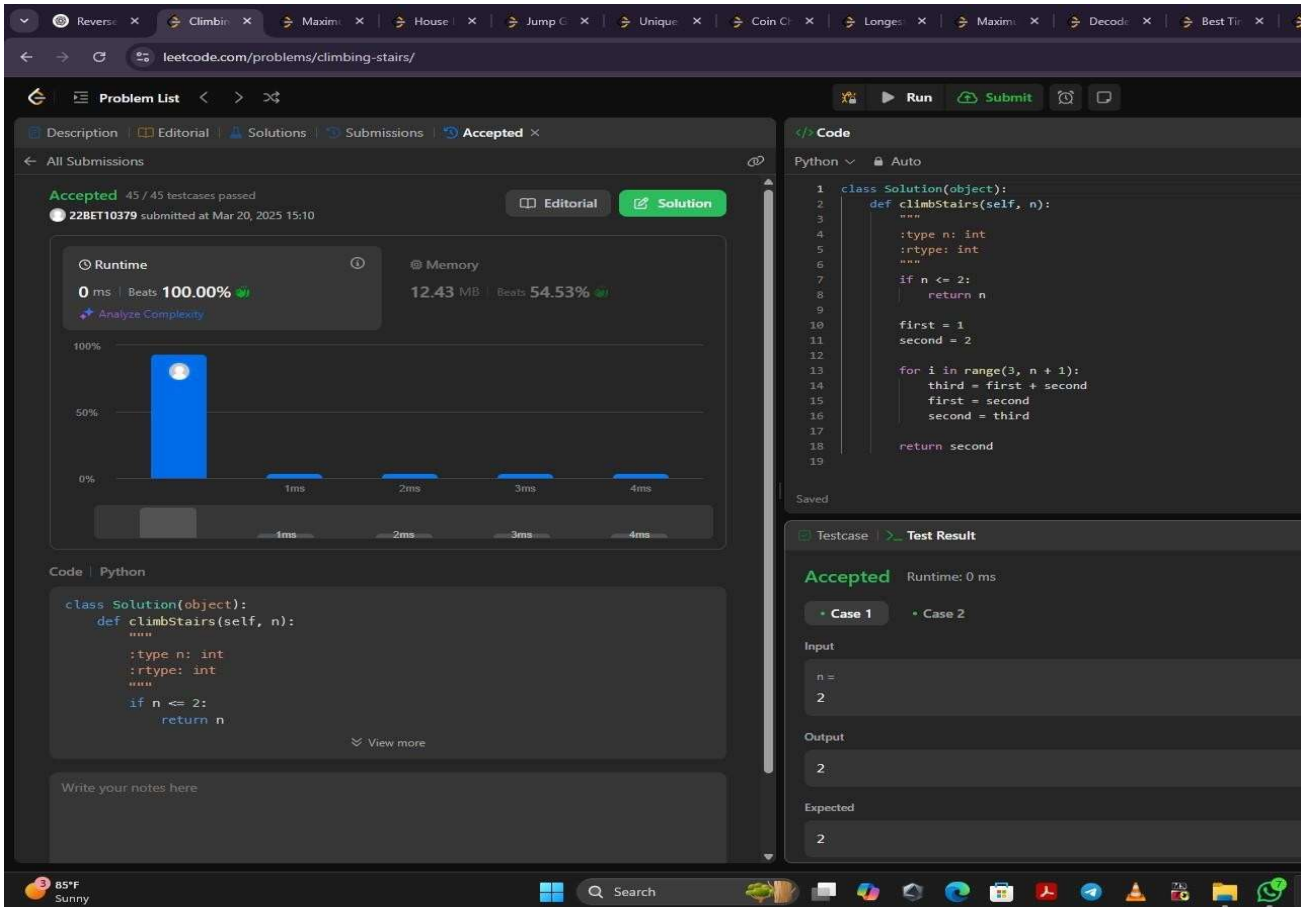 Reverse Climbin Maxim House Jump G Unique Coin Ch Longes Maxim Decode Best Tir
leetcode.com/problems/climbing-stairs/
Problem List Run Submit
Description Editorial Solutions Submissions Accepted
All Submissions
Accepted 45 / 45 testcases passed
22BET10379 submitted at Mar 20, 2025 15:10
Editorial Solution
Runtime Memory
0 ms Beats 100.00% 12.43 MB Beats 54.53%
Analyze Complexity
100%
50%
0%
1ms 2ms 3ms 4ms
1ms 2ms 3ms 4ms
Code Python
class Solution(object):
def climbStairs(self, n):
"""
:type n: int
:rtype: int
"""
if n <= 2:
return n
View more
Write your notes here
</> Code
Python Auto
1 class Solution(object):
2 def climbStairs(self, n):
3 """
4 :type n: int
5 :rtype: int
6 """
7 if n <= 2:
8 return n
9
10 first = 1
11 second = 2
12
13 for i in range(3, n + 1):
14 third = first + second
15 first = second
16 second = third
17
18 return second
19
Saved
Testcase >_ Test Result
Accepted Runtime: 0 ms
• Case 1 • Case 2
Input
n =
2
Output
2
Expected
2
3 85°F
Sunny
Search
7